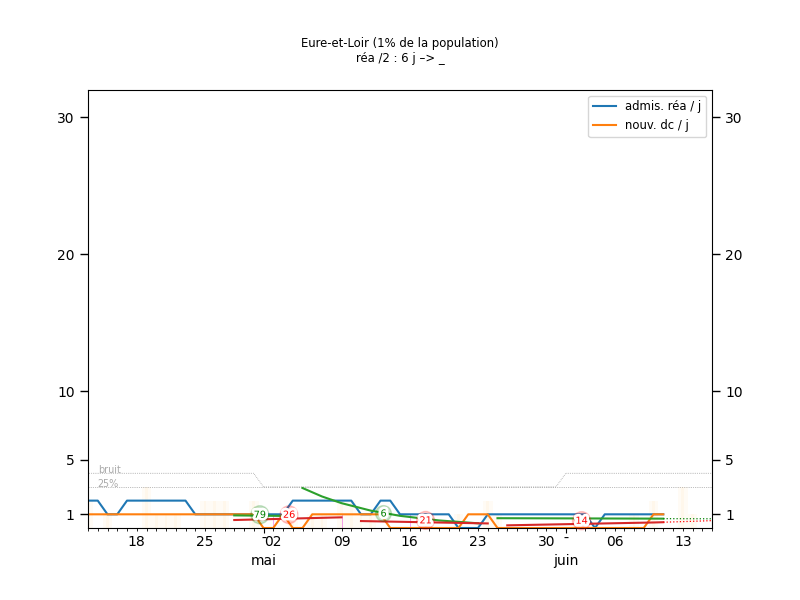 Eure-et-Loir (1% de la population)
réa /2 : 6 j –> _
admis. réa / j
nouv. dc / j
30 30
20 20
10 10
5 5
1 1
bruit
25%
79 26 6 21 14
18 25 02 09 16 23 30 06 13
mai juin